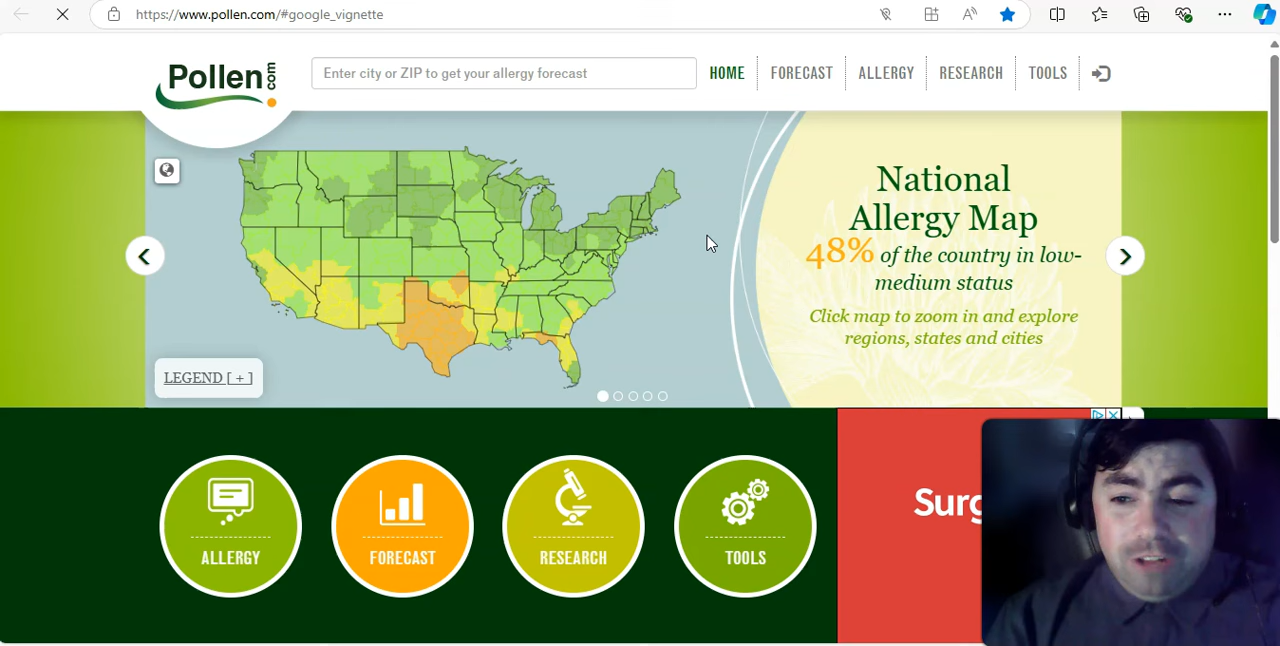 https://www.pollen.com/#google_vignette
Pollen.com
Enter city or ZIP to get your allergy forecast
HOME
FORECAST
ALLERGY
RESEARCH
TOOLS
National
Allergy Map
48% of the country in low-
medium status
Click map to zoom in and explore
regions, states and cities
LEGEND [ + ]
ALLERGY
FORECAST
RESEARCH
TOOLS
Surg